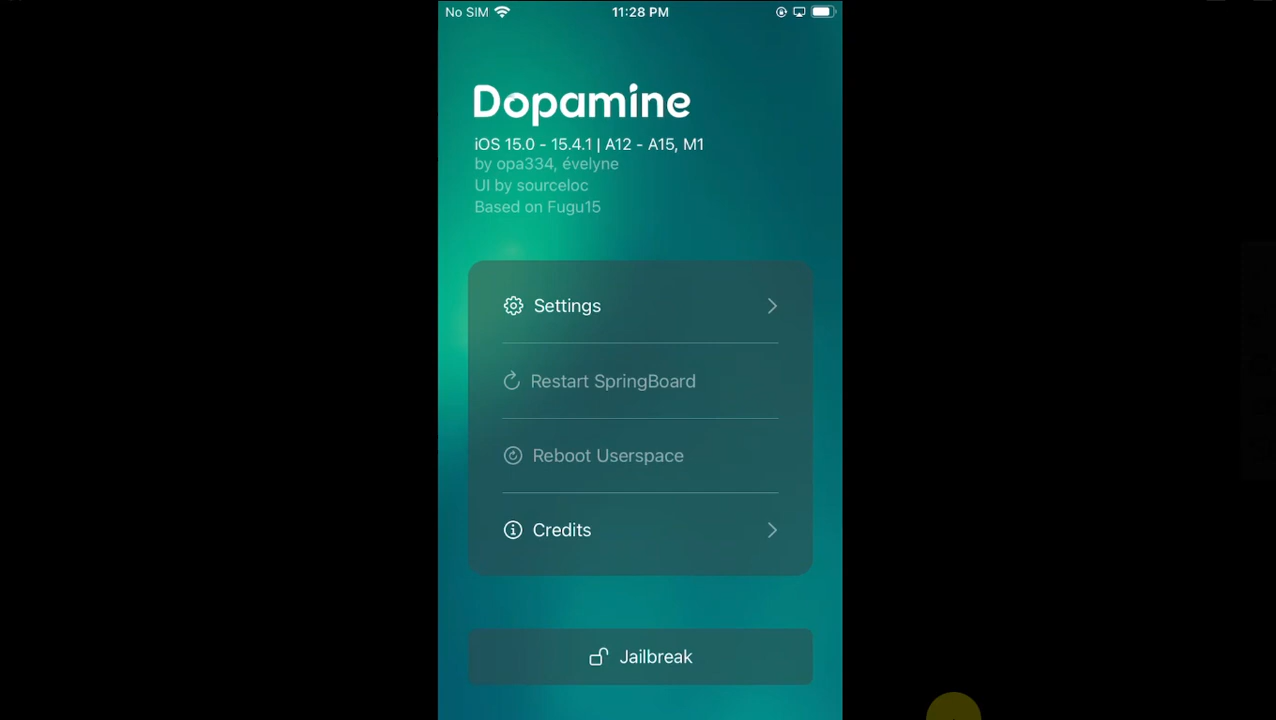 No SIM 11:28 PM
Dopamine
iOS 15.0 - 15.4.1 | A12 - A15, M1
by opa334, évelyne
UI by sourceloc
Based on Fugu15
Settings
Restart SpringBoard
Reboot Userspace
Credits
Jailbreak